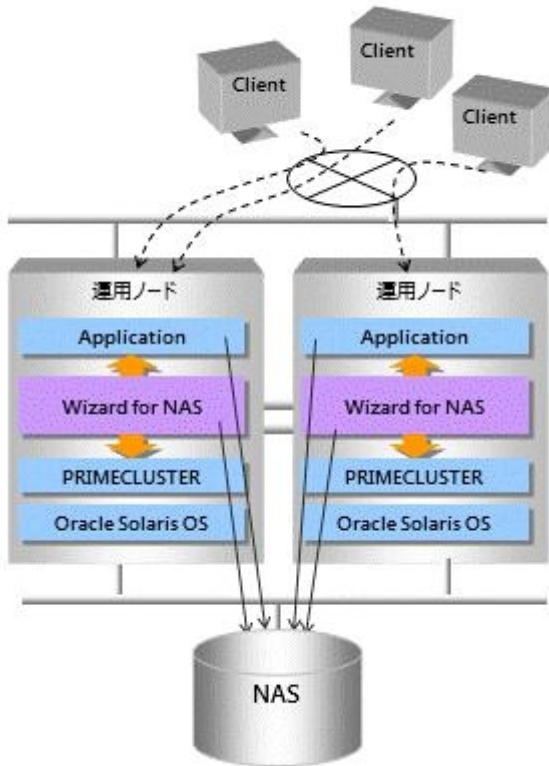 Client
Client
Client
運用ノード
Application
Wizard for NAS
PRIMECLUSTER
Oracle Solaris OS
運用ノード
Application
Wizard for NAS
PRIMECLUSTER
Oracle Solaris OS
NAS